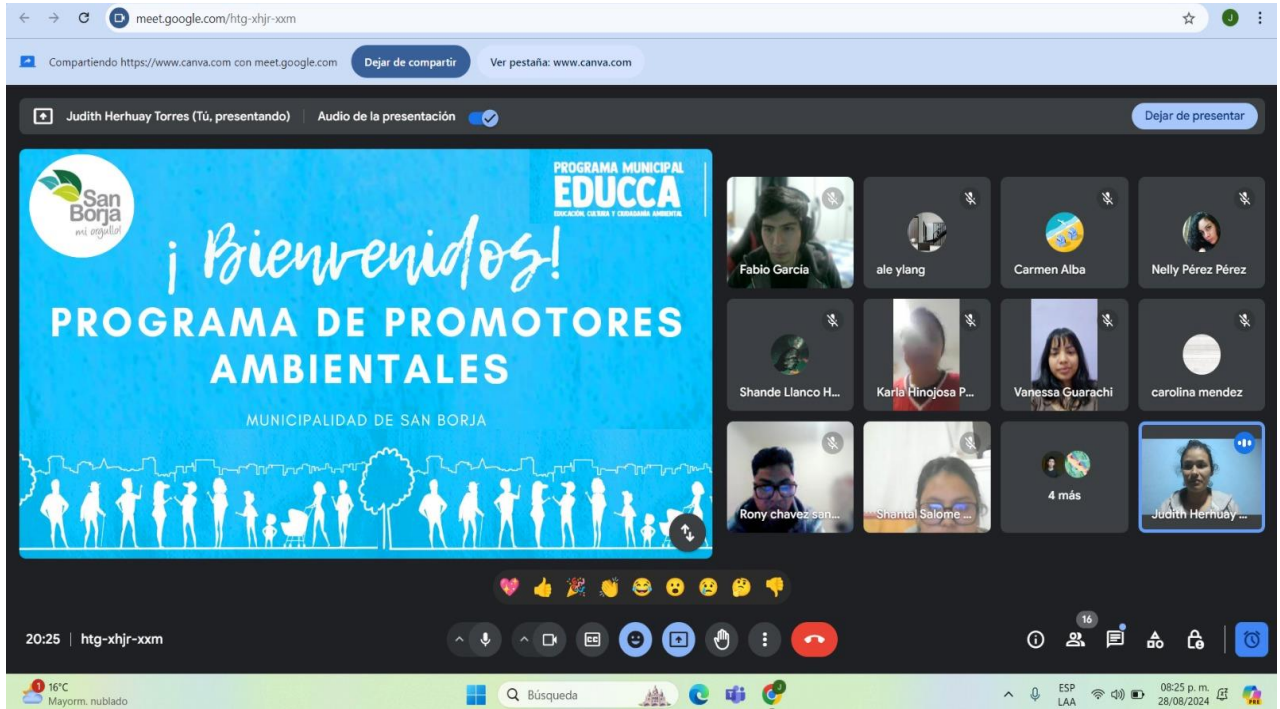 meet.google.com/htg-xhjr-xxm
J
Compartiendo https://www.canva.com con meet.google.com
Dejar de compartir
Ver pestaña: www.canva.com
Judith Herhuay Torres (Tú, presentando)
Audio de la presentación
Dejar de presentar
San
Borja
mi orgullo!
PROGRAMA MUNICIPAL
EDUCCA
EDUCACIÓN, CULTURA Y CIUDADANÍA AMBIENTAL
¡Bienvenidos!
PROGRAMA DE PROMOTORES
AMBIENTALES
MUNICIPALIDAD DE SAN BORJA
Fabio García
ale ylang
Carmen Alba
Nelly Pérez Pérez
Shande Llanco H...
Karla Hinojosa P...
Vanessa Guarachi
carolina mendez
Rony chavez san...
Shantal Salome ...
4 más
Judith Herhuay ...
20:25 | htg-xhjr-xxm
CC
16
1
16°C
Mayorm. nublado
Búsqueda
J
ESP
LAA
08:25 p. m.
28/08/2024
PRE